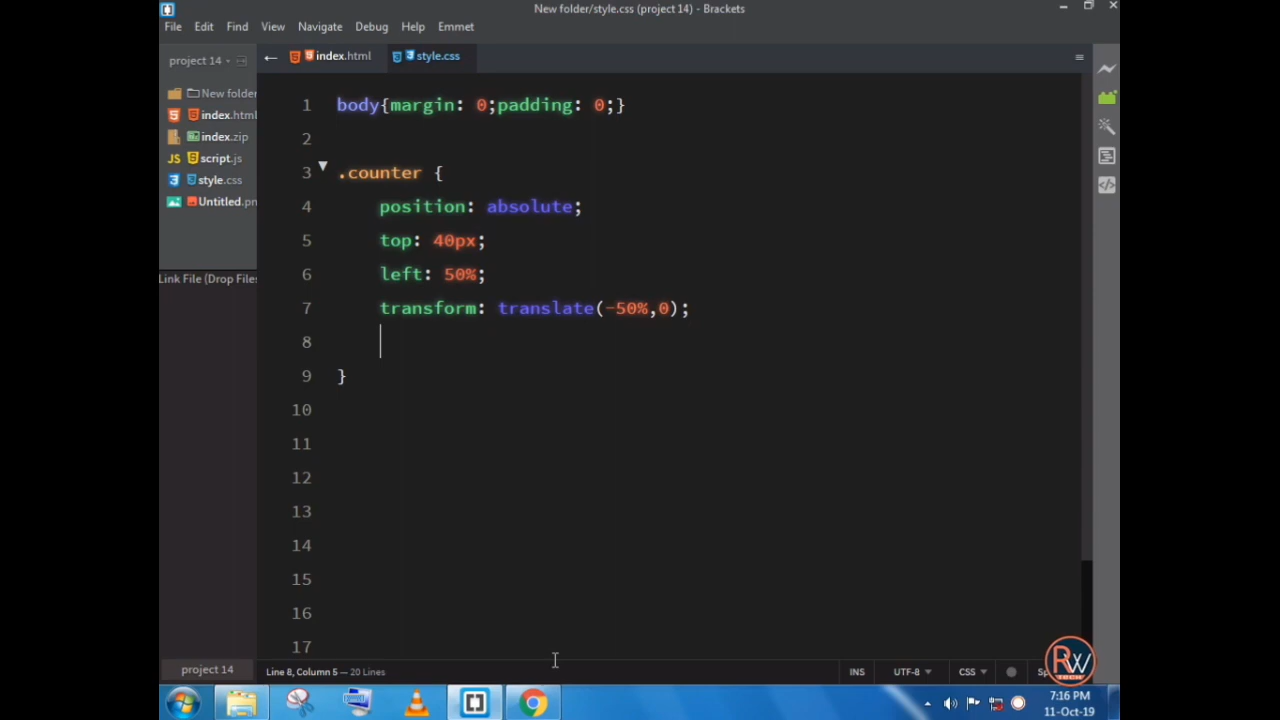 New folder/style.css (project 14) - Brackets
File Edit Find View Navigate Debug Help Emmet
project 14
index.html
style.css
New folder
index.html
index.zip
script.js
style.css
Untitled.pn
Link File (Drop Files
1 body{margin: 0;padding: 0;}
2
3 .counter {
4 position: absolute;
5 top: 40px;
6 left: 50%;
7 transform: translate(-50%,0);
8
9 }
10
11
12
13
14
15
16
17
project 14
Line 8, Column 5 — 20 Lines
INS UTF-8 CSS Sp
RW
TECH
7:16 PM
11-Oct-19